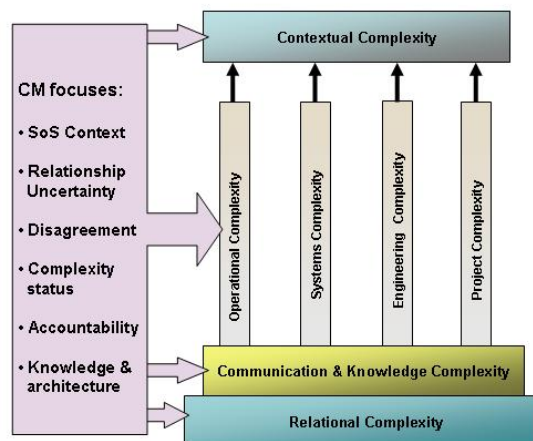 Contextual Complexity
CM focuses:
• SoS Context
• Relationship
Uncertainty
• Disagreement
• Complexity
status
• Accountability
• Knowledge &
architecture
Operational Complexity
Systems Complexity
Engineering Complexity
Project Complexity
Communication & Knowledge Complexity
Relational Complexity